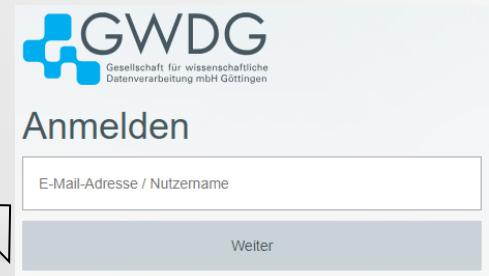 GWDG
Gesellschaft für wissenschaftliche
Datenverarbeitung mbH Göttingen
Anmelden
E-Mail-Adresse / Nutzername
Weiter